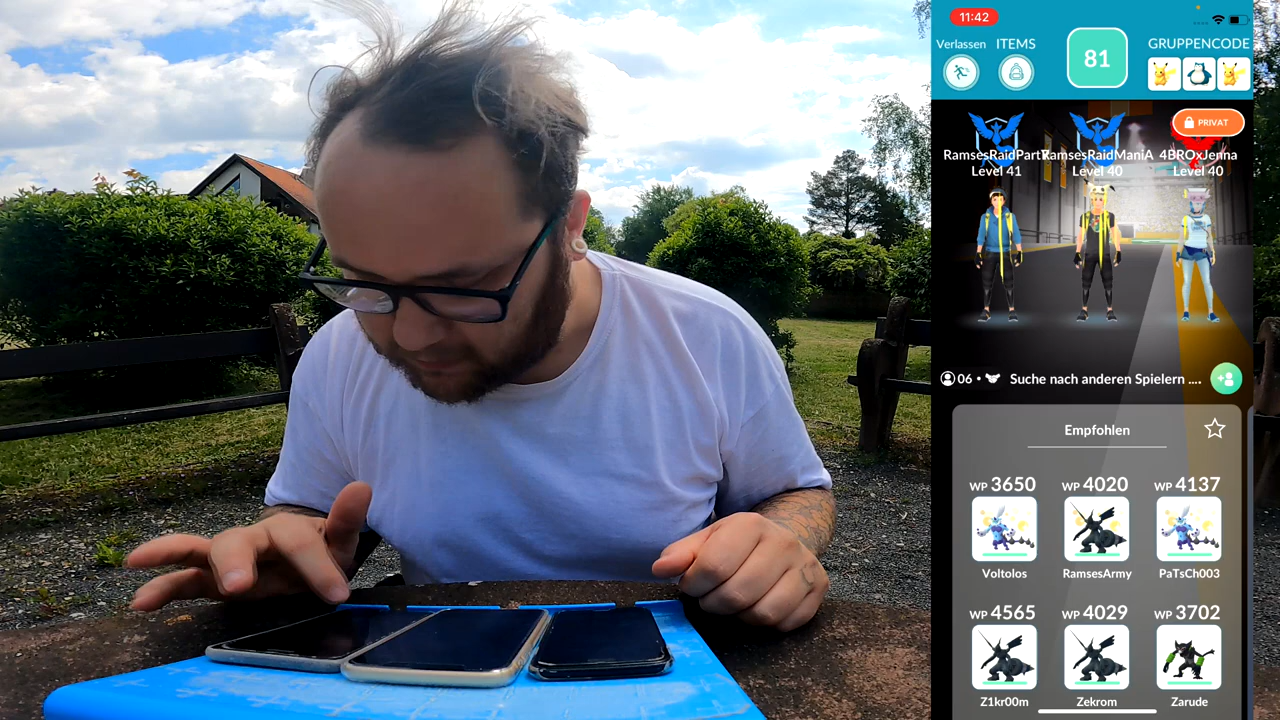 11:42
Verlassen ITEMS 81 GRUPPENCODE
PRIVAT
RamsesRaidPartY RamsesRaidManiA 4BROxJenna
Level 41 Level 40 Level 40
06 • Suche nach anderen Spielern ....
Empfohlen
WP 3650 WP 4020 WP 4137
Voltolos RamsesArmy PaTsCh003
WP 4565 WP 4029 WP 3702
Z1kr00m Zekrom Zarude